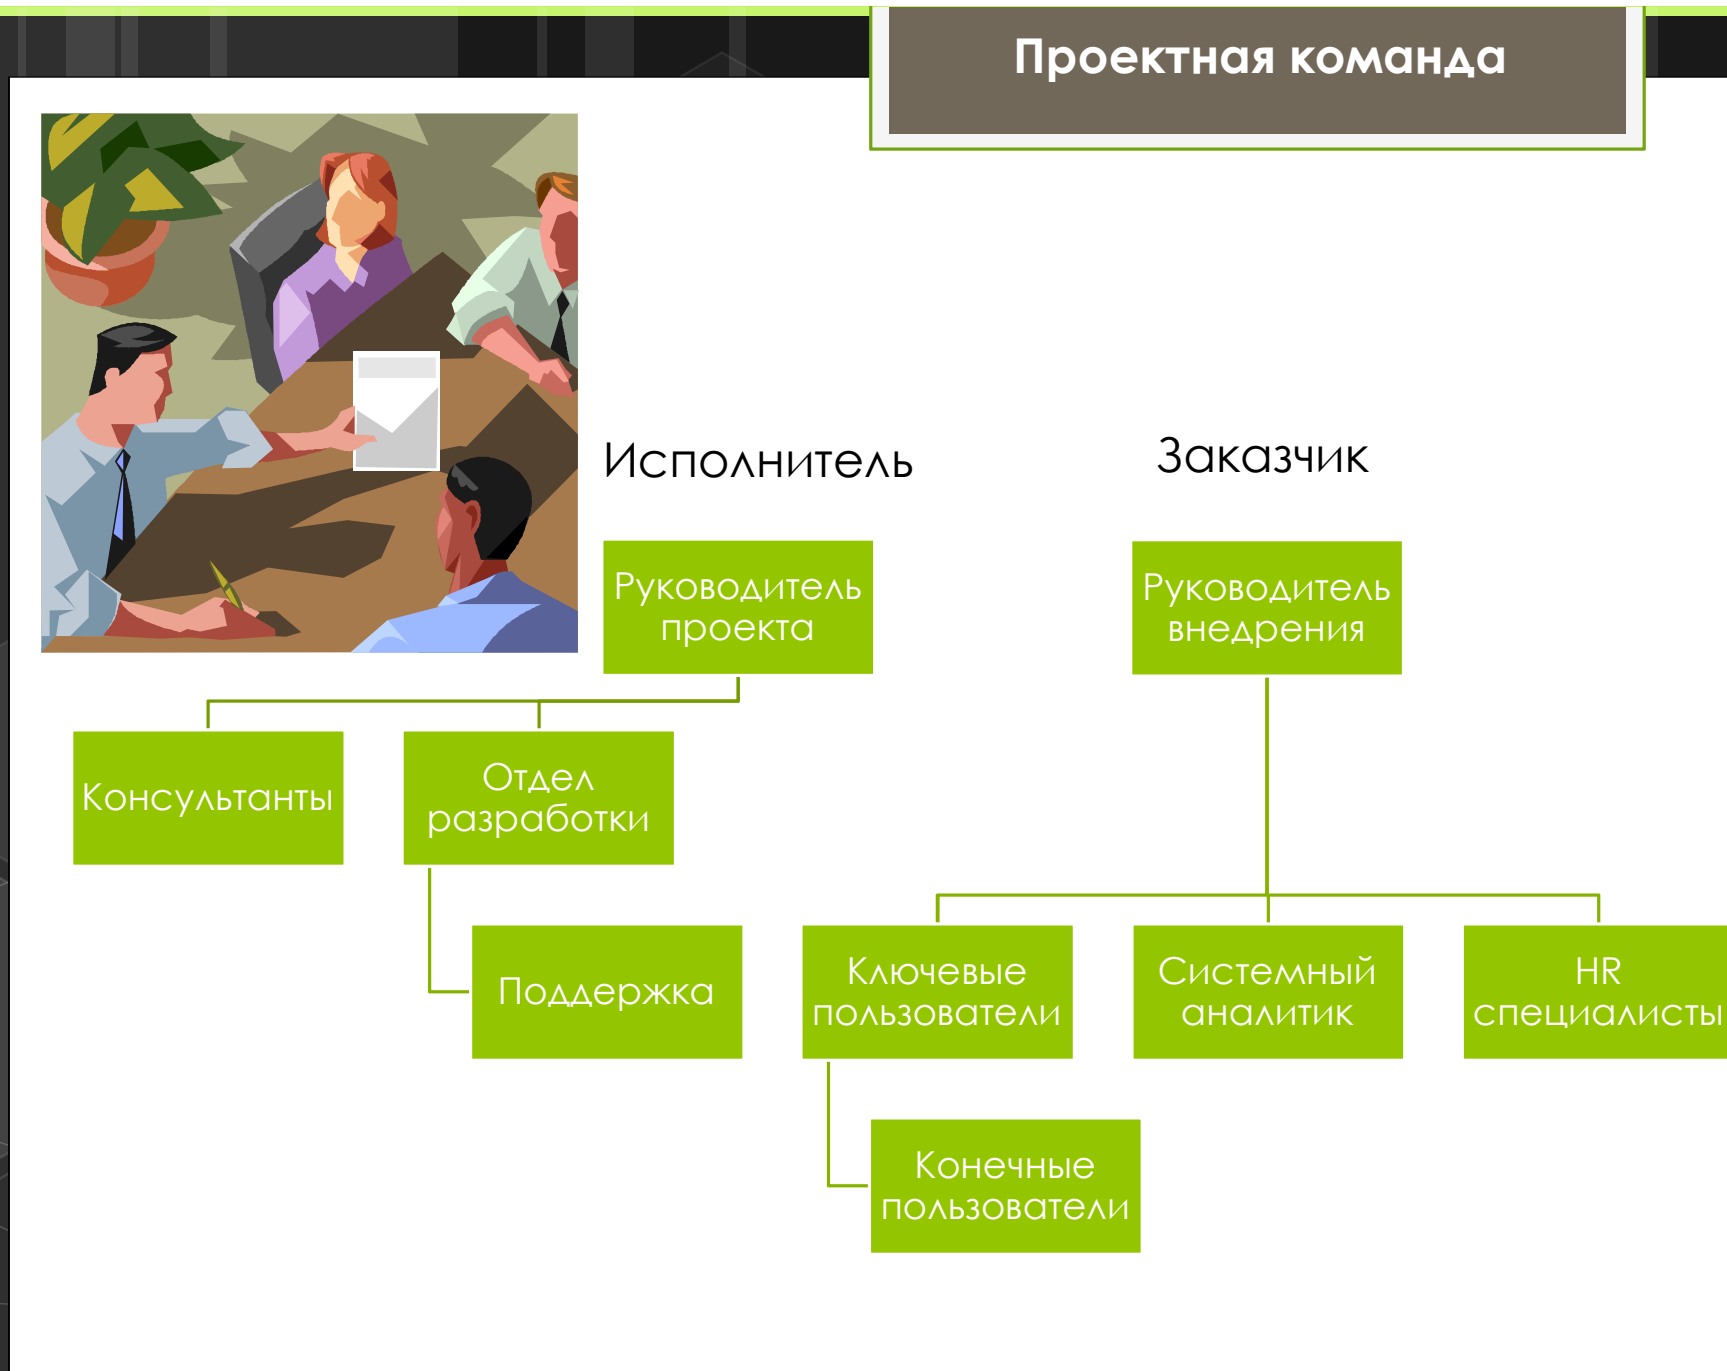 Проектная команда
Исполнитель
Заказчик
Руководитель
проекта
Руководитель
внедрения
Консультанты
Отдел
разработки
Поддержка
Ключевые
пользователи
Системный
аналитик
HR
специалисты
Конечные
пользователи